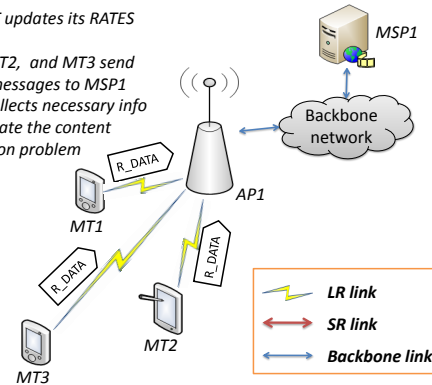 updates its RATES
MT2, and MT3 send
messages to MSP1
llects necessary info
ate the content
on problem
MSP1
Backbone
network
AP1
R_DATA
MT1
R_DATA
R_DATA
MT2
MT3
LR link
SR link
Backbone link